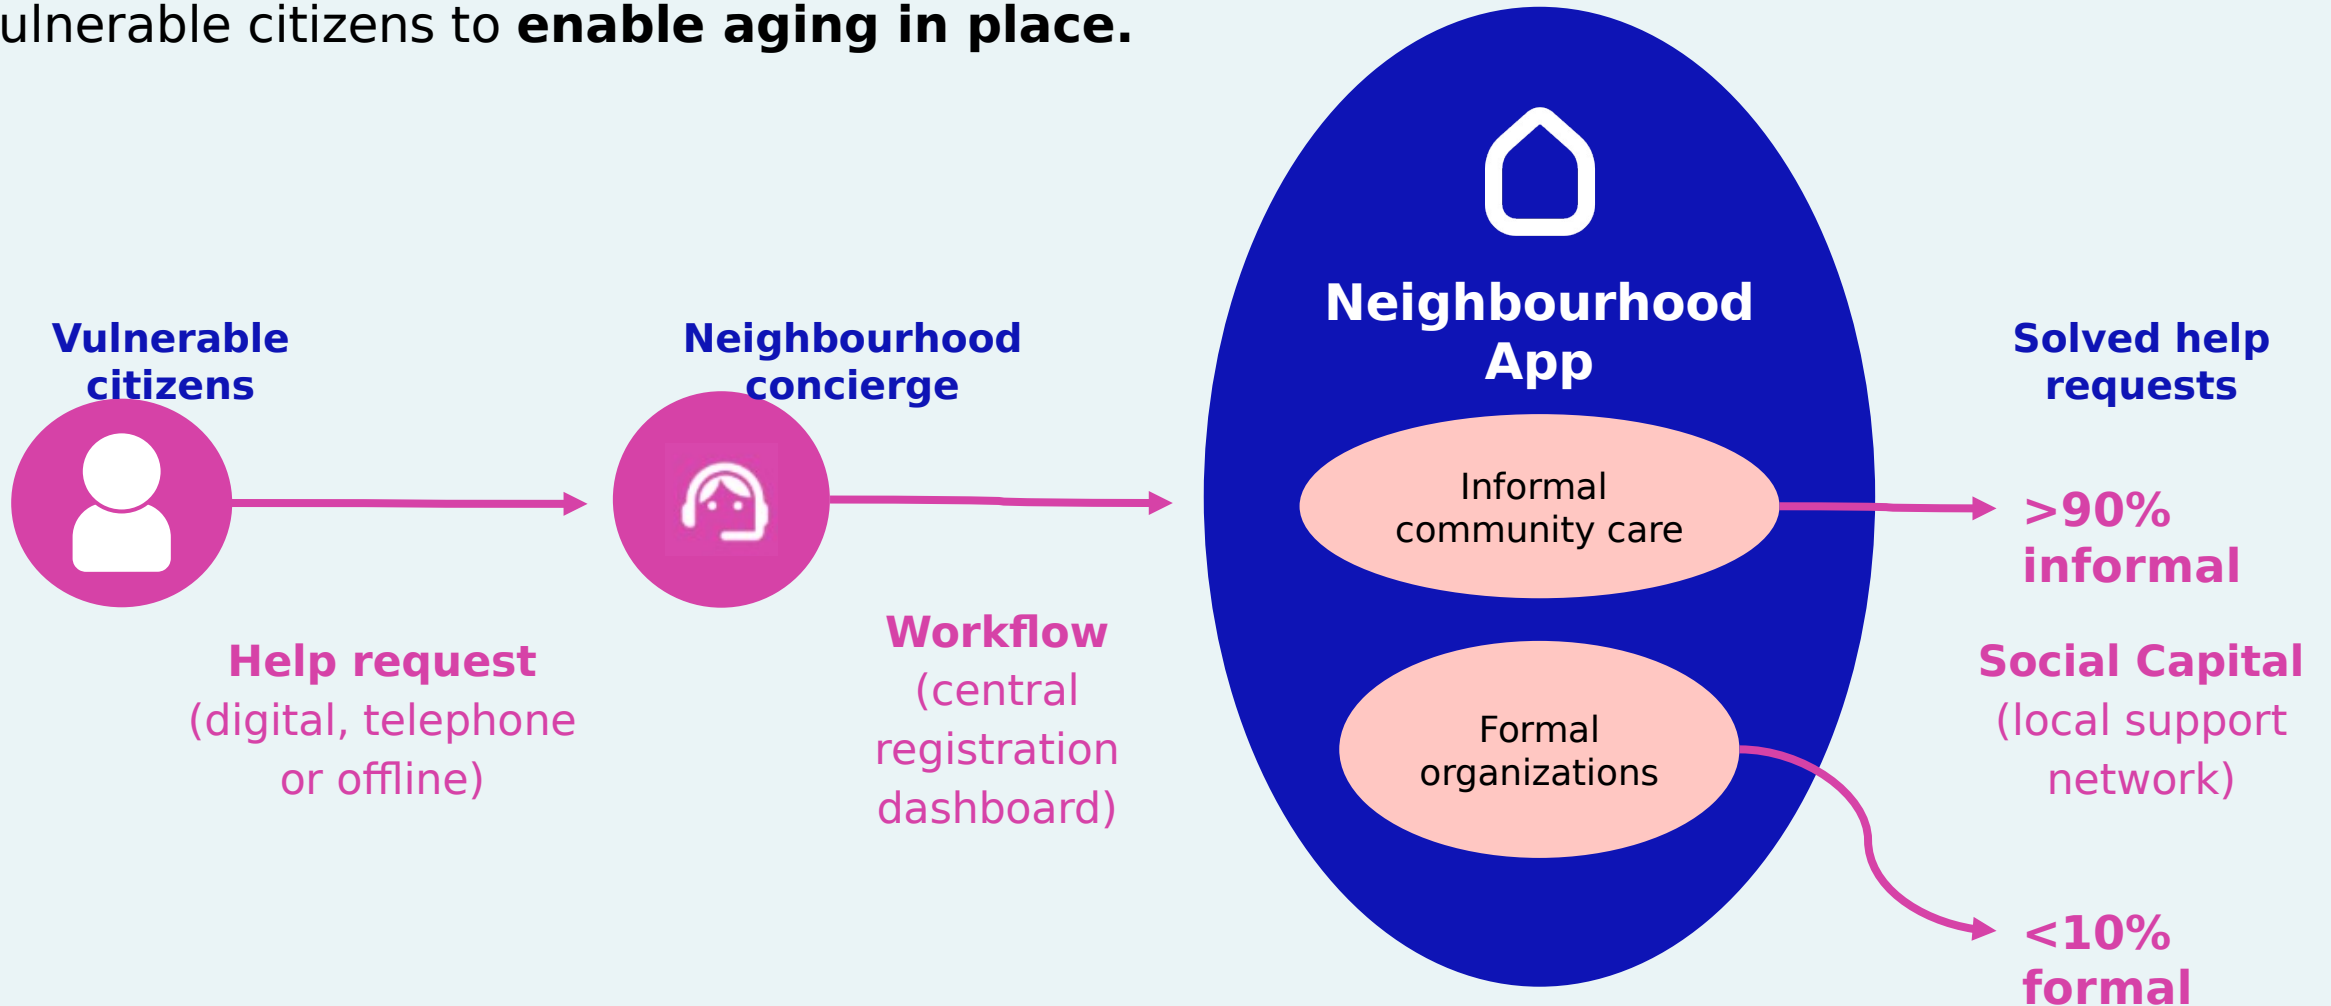 ulnerable citizens to enable aging in place.
Vulnerable
citizens
Help request
(digital, telephone
or offline)
Neighbourhood
concierge
Workflow
(central
registration
dashboard)
Neighbourhood
App
Informal
community care
Formal
organizations
Solved help
requests
>90%
informal
Social Capital
(local support
network)
<10%
formal